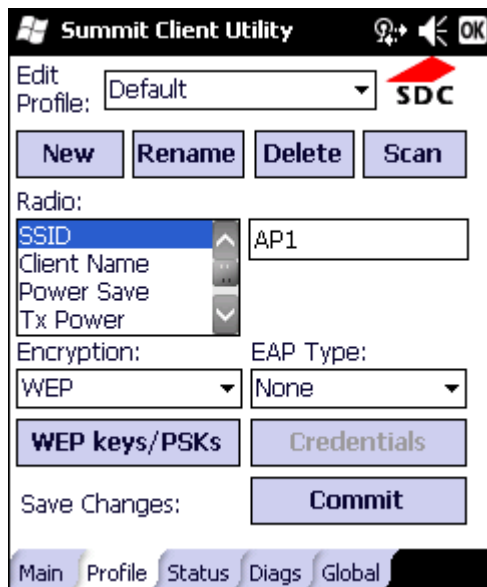 Summit Client Utility OK
Edit Profile: Default
SDC
New Rename Delete Scan
Radio:
SSID AP1
Client Name
Power Save
Tx Power
Encryption: EAP Type:
WEP None
WEP keys/PSKs Credentials
Save Changes: Commit
Main Profile Status Diags Global